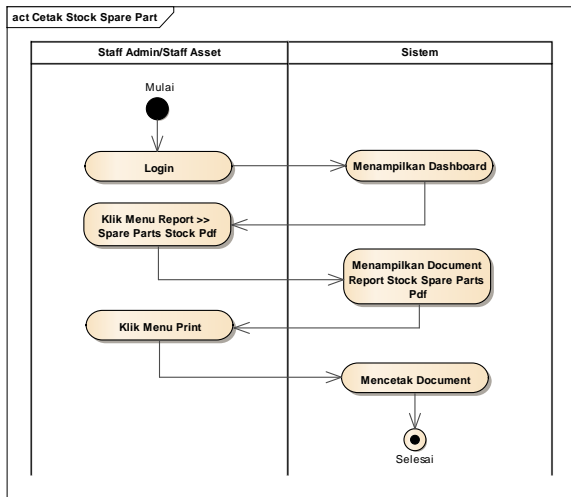 act Cetak Stock Spare Part
Staff Admin/Staff Asset
Sistem
Mulai
Login
Menampilkan Dashboard
Klik Menu Report >>
Spare Parts Stock Pdf
Menampilkan Document
Report Stock Spare Parts
Pdf
Klik Menu Print
Mencetak Document
Selesai